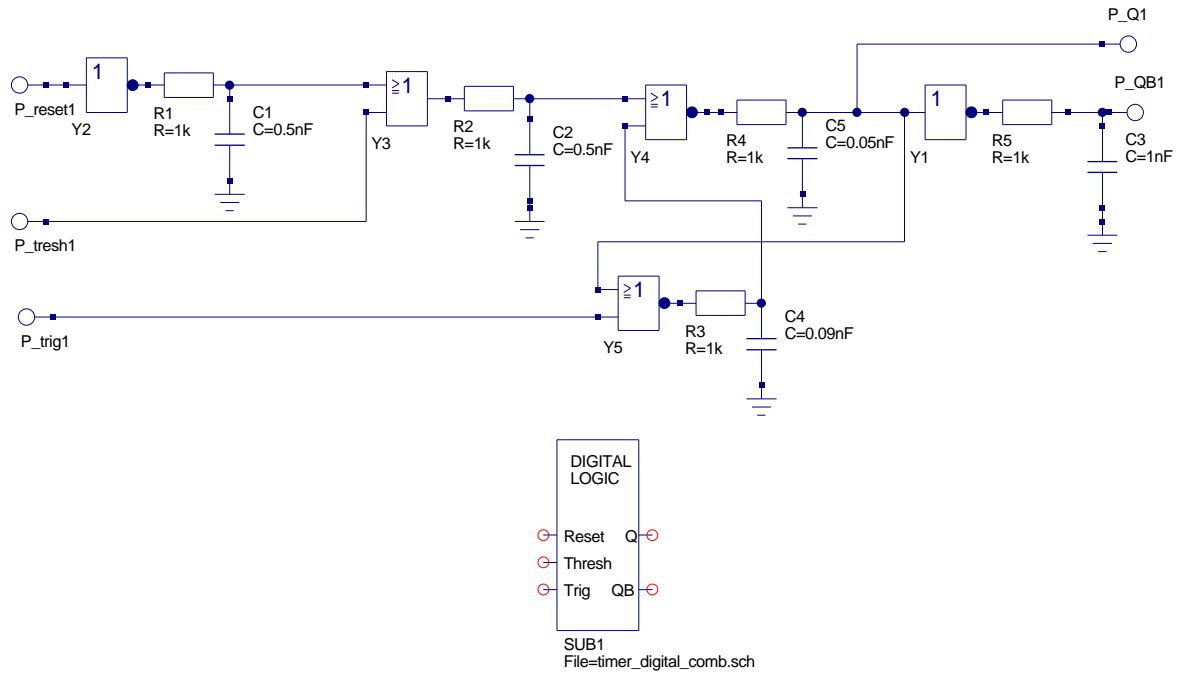 P_Q1
P_QB1
P_reset1
1
Y2
R1
R=1k
C1
C=0.5nF
≥1
Y3
R2
R=1k
C2
C=0.5nF
≥1
Y4
R4
R=1k
C5
C=0.05nF
1
Y1
R5
R=1k
C3
C=1nF
P_tresh1
P_trig1
≥1
Y5
R3
R=1k
C4
C=0.09nF
DIGITAL
LOGIC
Reset Q
Thresh
Trig QB
SUB1
File=timer_digital_comb.sch